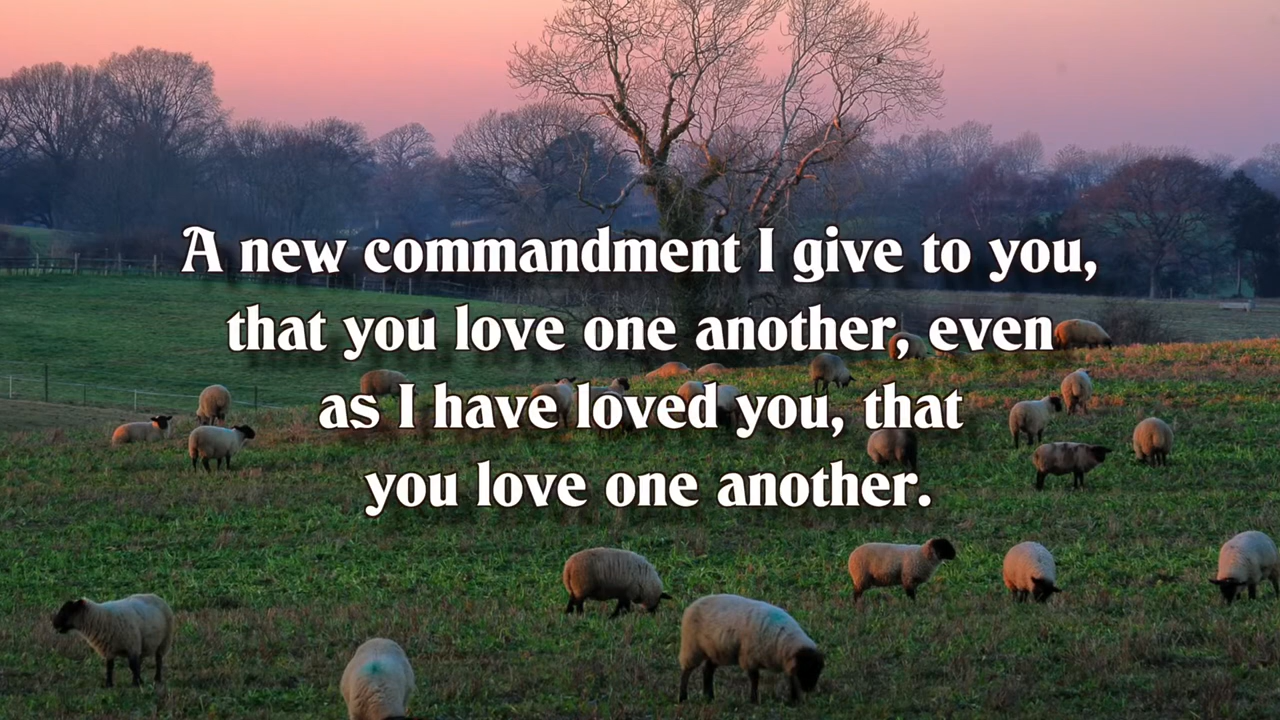 A new commandment I give to you,
that you love one another, even
as I have loved you, that
you love one another.